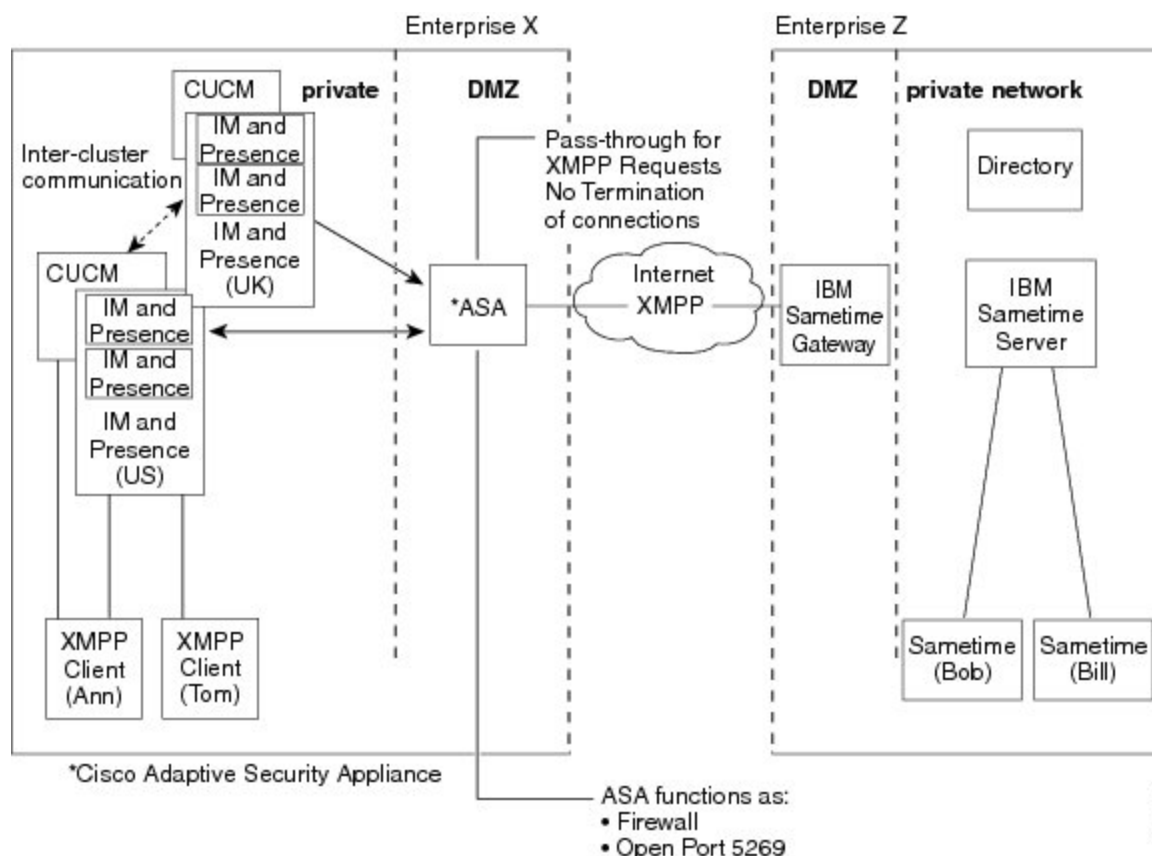 Enterprise X
Enterprise Z
CUCM
private
DMZ
DMZ
private network
IM and
Presence
IM and
Presence
IM and
Presence
(UK)
Inter-cluster
communication
Pass-through for
XMPP Requests
No Termination
of connections
Directory
CUCM
IM and
Presence
IM and
Presence
IM and
Presence
(US)
*ASA
Internet
XMPP
IBM
Sametime
Gateway
IBM
Sametime
Server
XMPP
Client
(Ann)
XMPP
Client
(Tom)
Sametime
(Bob)
Sametime
(Bill)
*Cisco Adaptive Security Appliance
ASA functions as:
• Firewall
• Open Port 5269